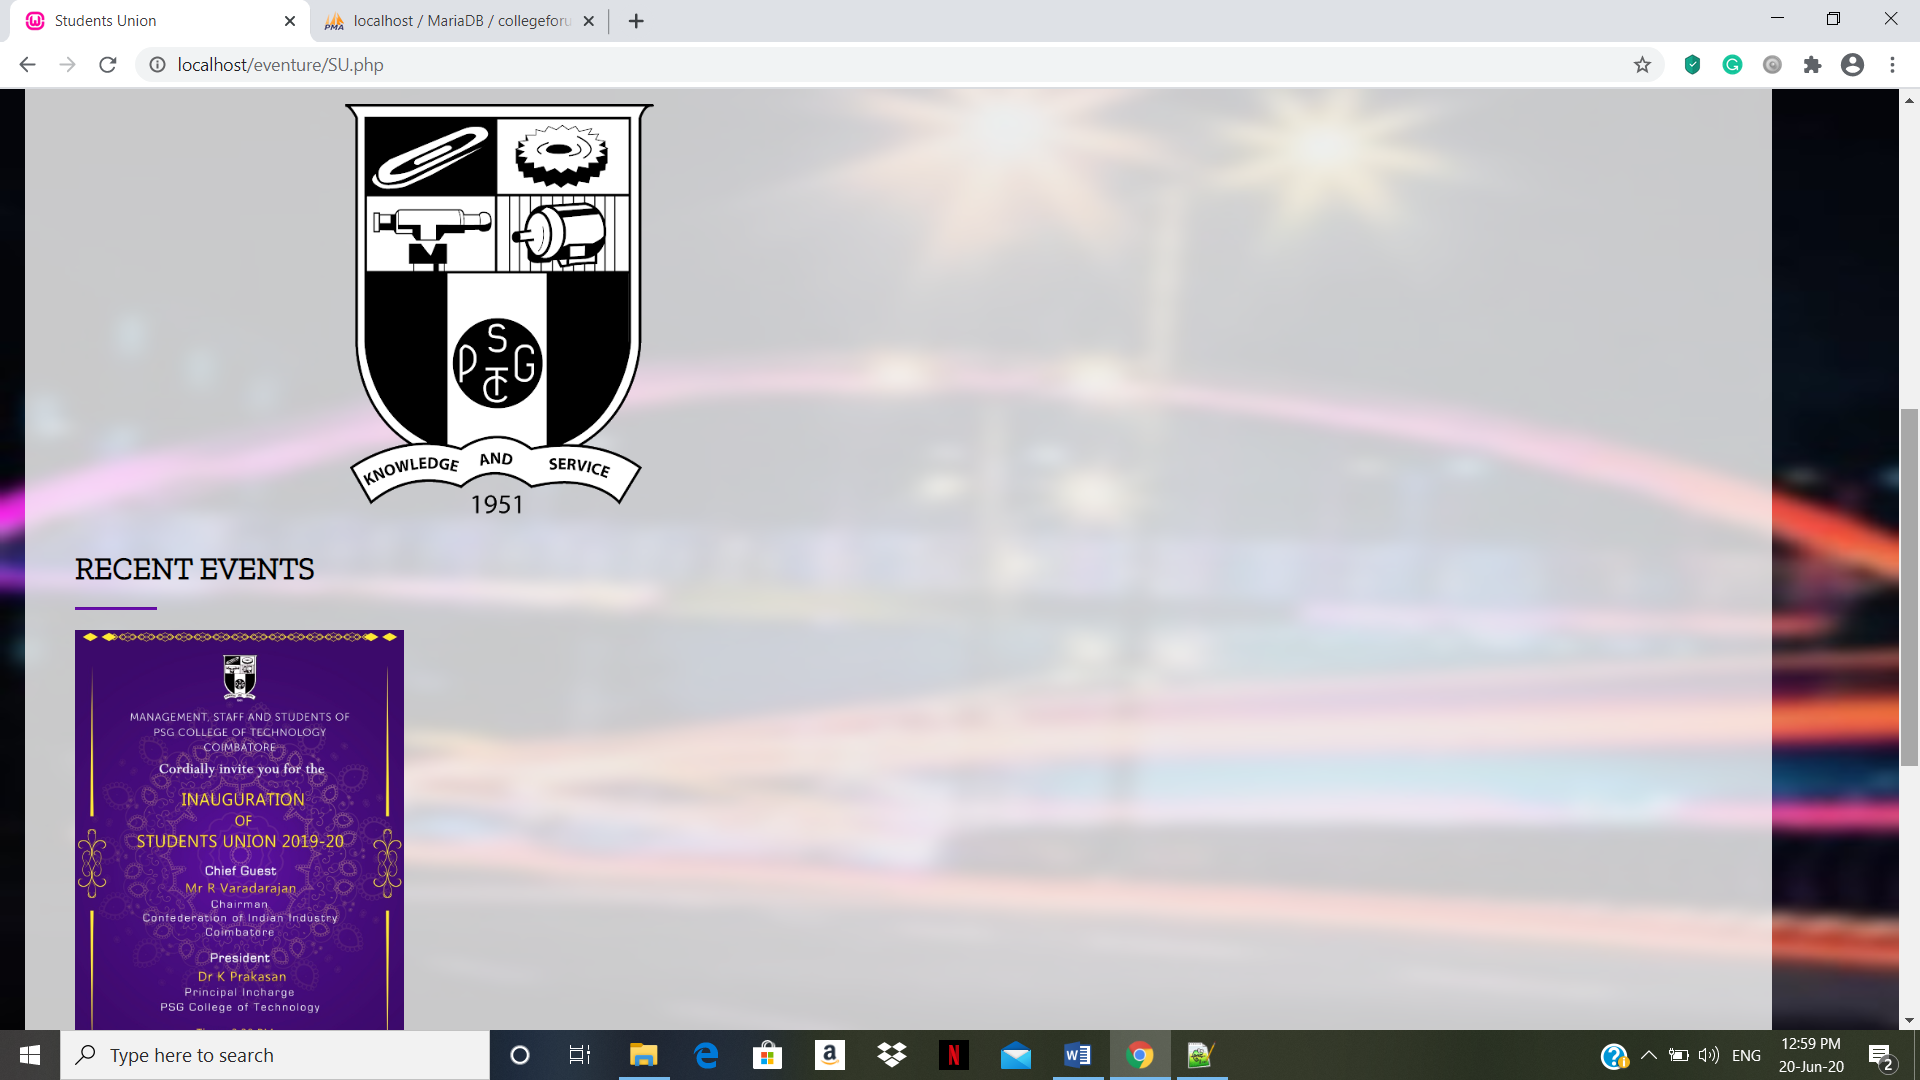 Students Union
localhost / MariaDB / collegeforu
localhost/eventure/SU.php
S
P G
T
C
KNOWLEDGE AND SERVICE
1951
RECENT EVENTS
MANAGEMENT, STAFF AND STUDENTS OF
PSG COLLEGE OF TECHNOLOGY
COIMBATORE
Cordially invite you for the
INAUGURATION
OF
STUDENTS UNION 2019-20
Chief Guest
Mr R Varadarajan
Chairman
Confederation of Indian Industry
Coimbatore
President
Dr K Prakasan
Principal Incharge
PSG College of Technology
Type here to search
ENG
12:59 PM
20-Jun-20
2